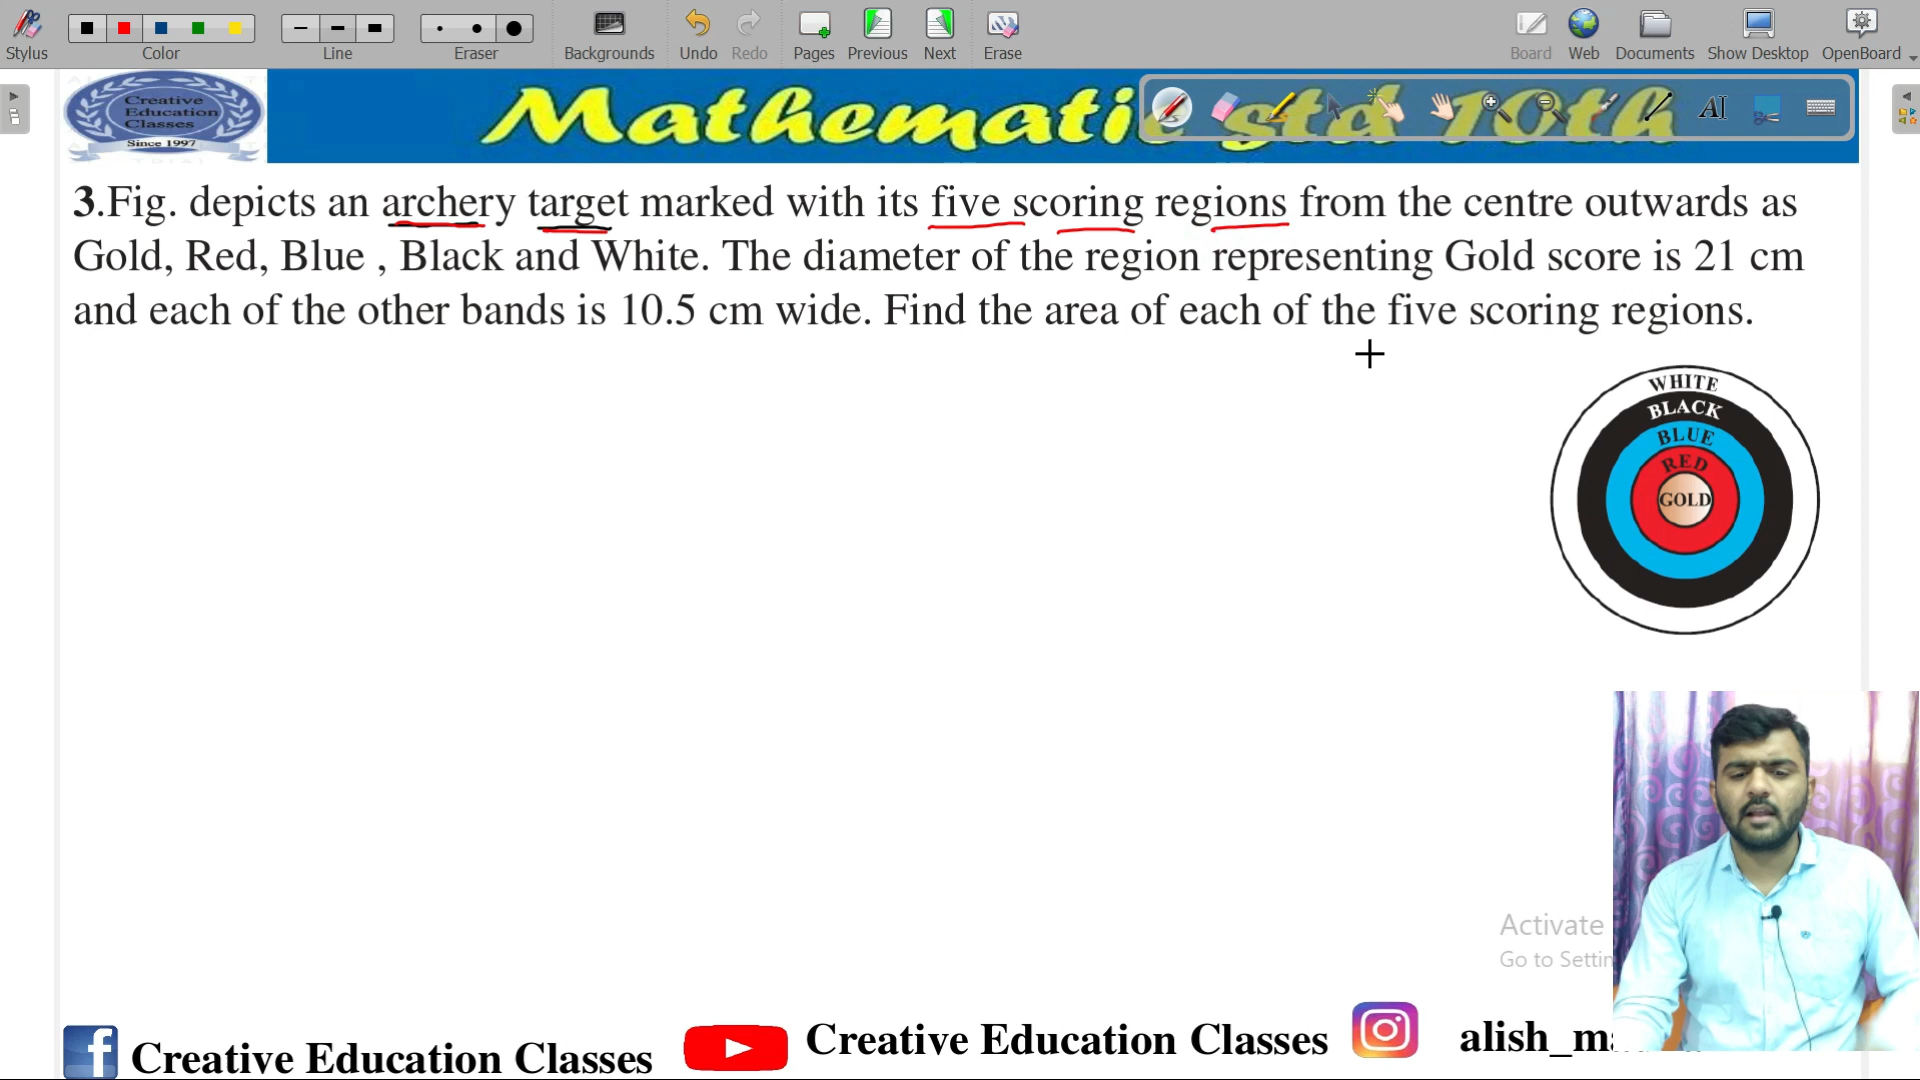 Stylus
Color
Line
Eraser
Backgrounds
Undo
Redo
Pages
Previous
Next
Erase
Board
Web
Documents
Show Desktop
OpenBoard
Creative
Education
Classes
Since 1997
Mathematic std 10th
3.Fig. depicts an archery target marked with its five scoring regions from the centre outwards as
Gold, Red, Blue , Black and White. The diameter of the region representing Gold score is 21 cm
and each of the other bands is 10.5 cm wide. Find the area of each of the five scoring regions.
WHITE
BLACK
BLUE
RED
GOLD
Activate
Go to Settin
Creative Education Classes
Creative Education Classes
alish_m